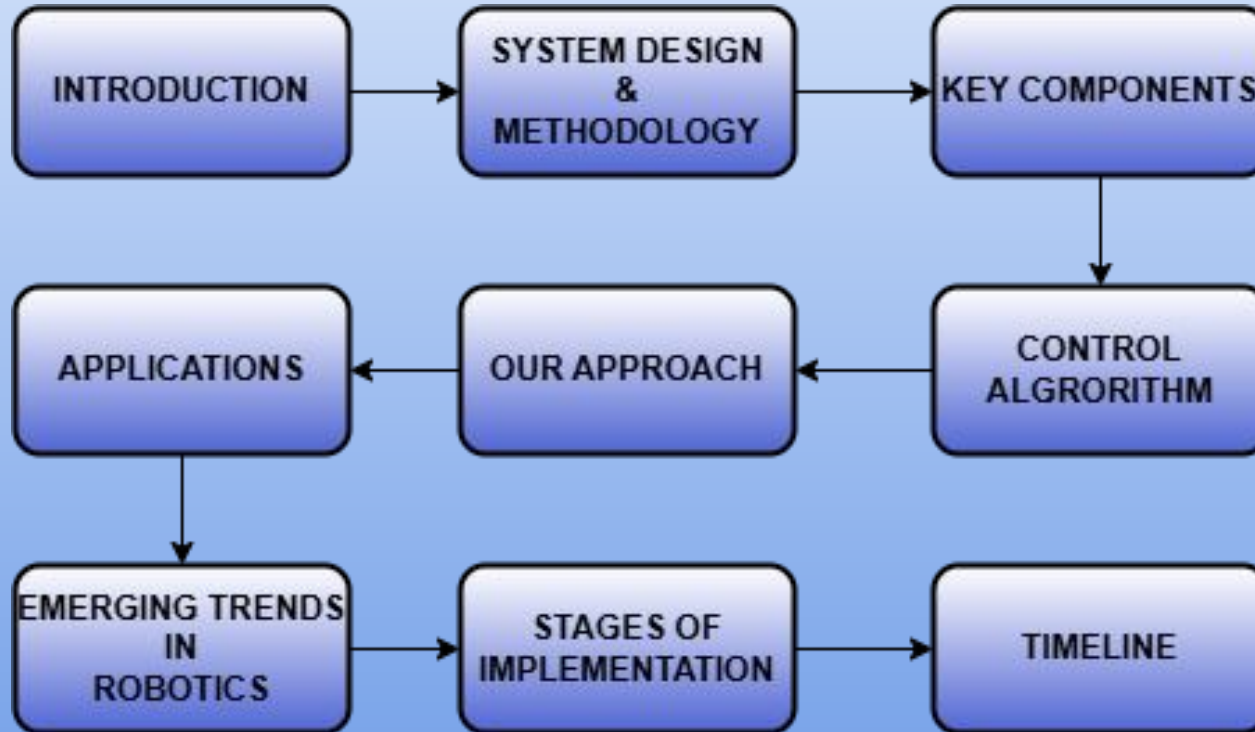 INTRODUCTION
SYSTEM DESIGN
&
METHODOLOGY
KEY COMPONENTS
CONTROL
ALGRORITHM
OUR APPROACH
APPLICATIONS
EMERGING TRENDS
IN
ROBOTICS
STAGES OF
IMPLEMENTATION
TIMELINE